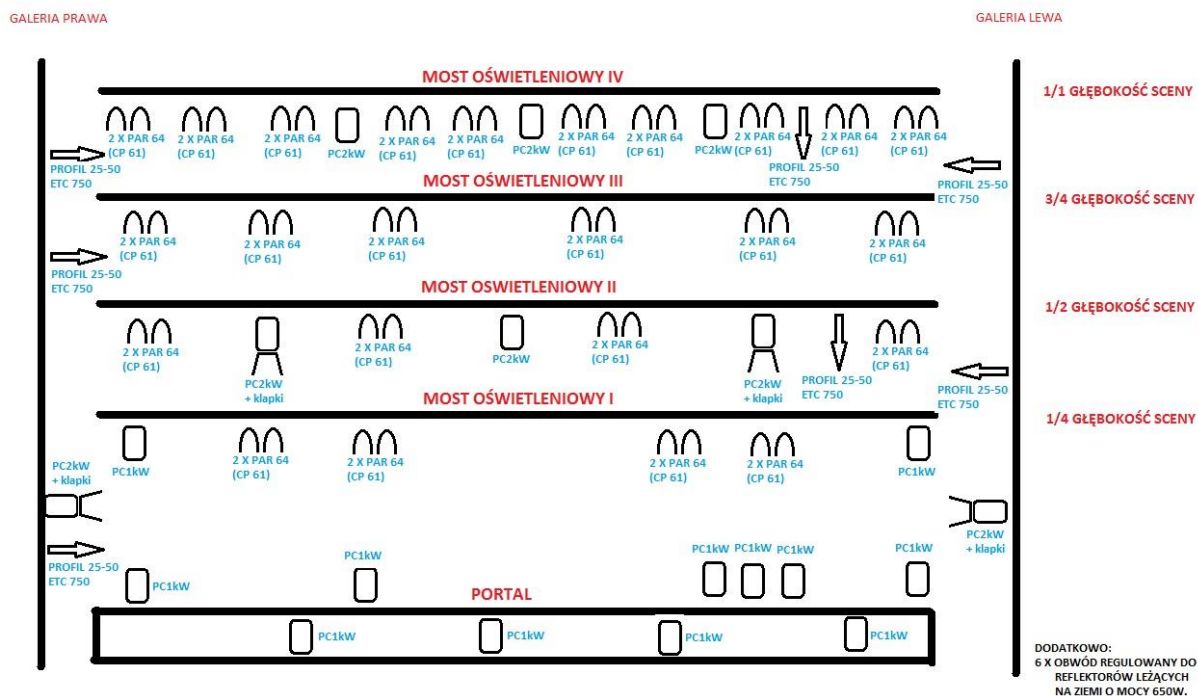 GALERIA PRAWA
GALERIA LEWA
MOST OŚWIETLENIOWY IV
1/1 GŁĘBOKOŚĆ SCENY
2 X PAR 64
(CP 61)
2 X PAR 64
(CP 61)
2 X PAR 64
(CP 61)
PC2kW
2 X PAR 64
(CP 61)
2 X PAR 64
(CP 61)
PC2kW
2 X PAR 64
(CP 61)
2 X PAR 64
(CP 61)
PC2kW
2 X PAR 64
(CP 61)
PROFIL 25-50
ETC 750
2 X PAR 64
(CP 61)
2 X PAR 64
(CP 61)
PROFIL 25-50
ETC 750
PROFIL 25-50
ETC 750
MOST OŚWIETLENIOWY III
3/4 GŁĘBOKOŚĆ SCENY
2 X PAR 64
(CP 61)
2 X PAR 64
(CP 61)
2 X PAR 64
(CP 61)
2 X PAR 64
(CP 61)
2 X PAR 64
(CP 61)
2 X PAR 64
(CP 61)
PROFIL 25-50
ETC 750
MOST OSWIETLENIOWY II
1/2 GŁĘBOKOŚĆ SCENY
2 X PAR 64
(CP 61)
PC2kW
+ klapki
2 X PAR 64
(CP 61)
PC2kW
2 X PAR 64
(CP 61)
PC2kW
+ klapki
PROFIL 25-50
ETC 750
2 X PAR 64
(CP 61)
PROFIL 25-50
ETC 750
MOST OŚWIETLENIOWY I
1/4 GŁĘBOKOŚĆ SCENY
PC1kW
2 X PAR 64
(CP 61)
2 X PAR 64
(CP 61)
2 X PAR 64
(CP 61)
2 X PAR 64
(CP 61)
PC1kW
PC2kW
+ klapki
PC2kW
+ klapki
PROFIL 25-50
ETC 750
PC1kW
PC1kW
PC1kW
PC1kW
PC1kW
PC1kW
PORTAL
PC1kW
PC1kW
PC1kW
PC1kW
DODATKOWO:
6 X OBWÓD REGULOWANY DO
REFLEKTORÓW LEŻĄCYCH
NA ZIEMI O MOCY 650W.